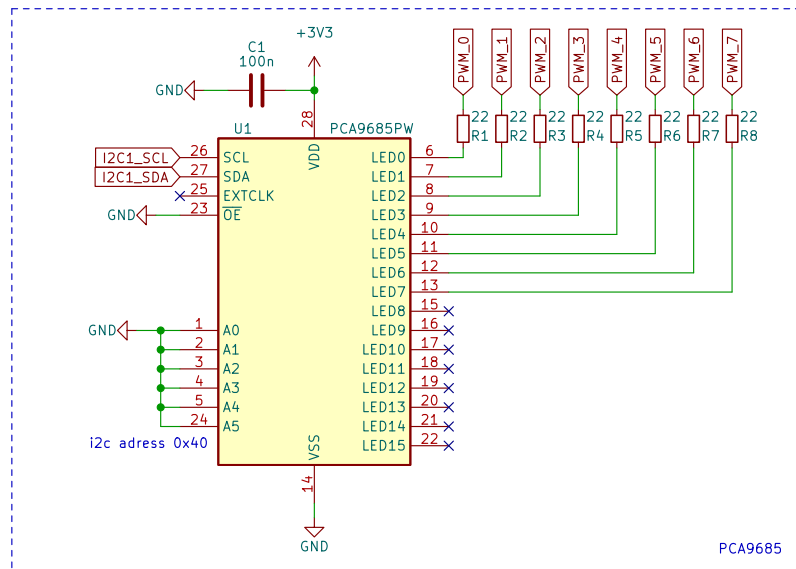 +3V3
C1
100n
GND
PWM_0
PWM_1
PWM_2
PWM_3
PWM_4
PWM_5
PWM_6
PWM_7
22 R1
22 R2
22 R3
22 R4
22 R5
22 R6
22 R7
22 R8
U1
28
PCA9685PW
VDD
I2C1_SCL 26 SCL
I2C1_SDA 27 SDA
25 EXTCLK
GND 23 OE
LED0 6
LED1 7
LED2 8
LED3 9
LED4 10
LED5 11
LED6 12
LED7 13
LED8 15
LED9 16
LED10 17
LED11 18
LED12 19
LED13 20
LED14 21
LED15 22
GND 1 A0
2 A1
3 A2
4 A3
5 A4
24 A5
i2c adress 0x40
VSS
14
GND
PCA9685